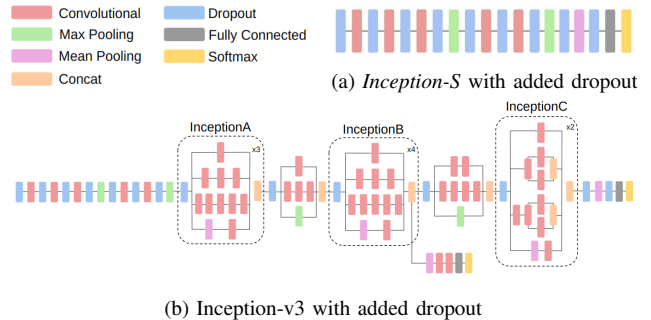 Convolutional
Dropout
Max Pooling
Fully Connected
Mean Pooling
Softmax
Concat
(a) Inception-S with added dropout
InceptionA
x3
InceptionB
x4
InceptionC
x2
(b) Inception-v3 with added dropout